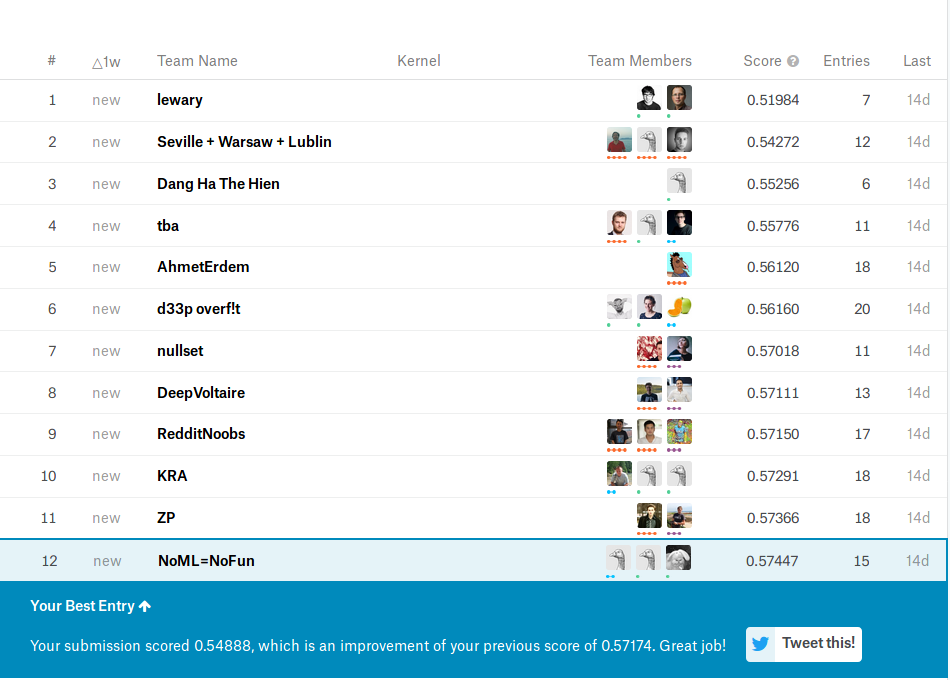 # △1w Team Name Kernel Team Members Score ? Entries Last
1 new lewary 0.51984 7 14d
2 new Seville + Warsaw + Lublin 0.54272 12 14d
3 new Dang Ha The Hien 0.55256 6 14d
4 new tba 0.55776 11 14d
5 new AhmetErdem 0.56120 18 14d
6 new d33p overf!t 0.56160 20 14d
7 new nullset 0.57018 11 14d
8 new DeepVoltaire 0.57111 13 14d
9 new RedditNoobs 0.57150 17 14d
10 new KRA 0.57291 18 14d
11 new ZP 0.57366 18 14d
12 new NoML=NoFun 0.57447 15 14d
Your Best Entry ↑
Your submission scored 0.54888, which is an improvement of your previous score of 0.57174. Great job! Tweet this!